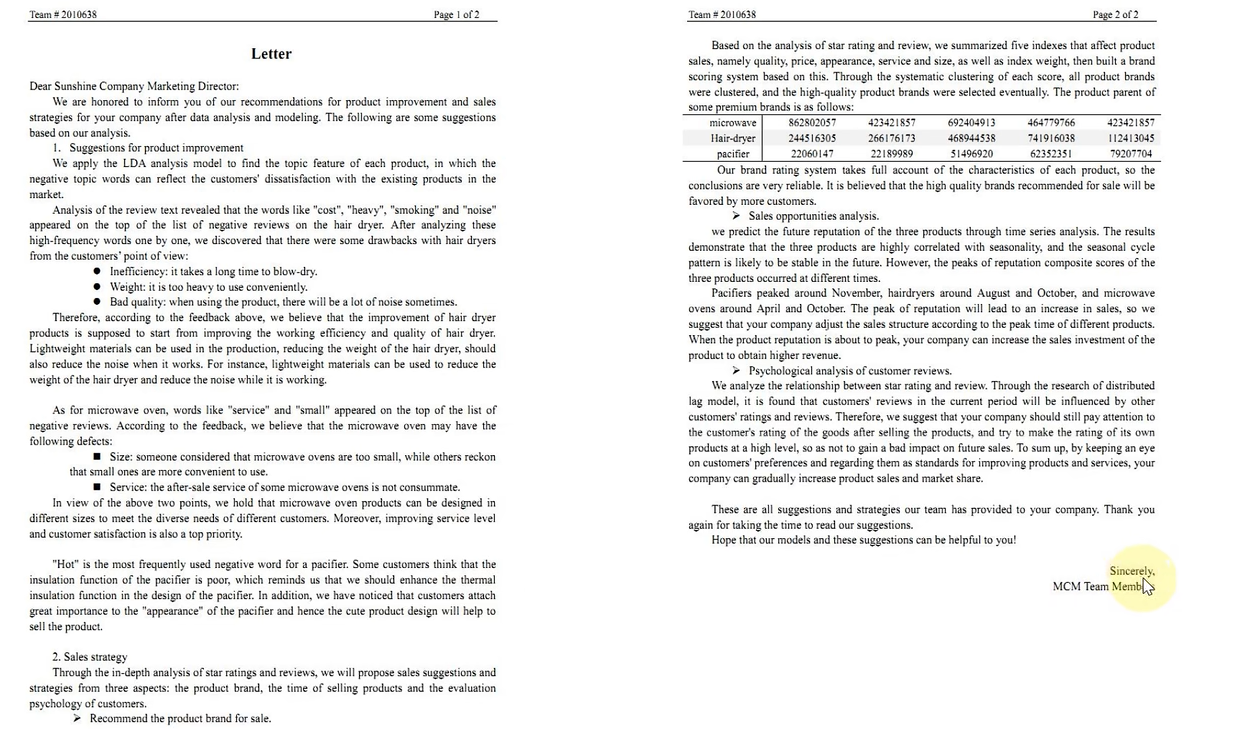 Team # 2010638 Page 1 of 2
Letter
Dear Sunshine Company Marketing Director:
We are honored to inform you of our recommendations for product improvement and sales
strategies for your company after data analysis and modeling. The following are some suggestions
based on our analysis.
1. Suggestions for product improvement
We apply the LDA analysis model to find the topic feature of each product, in which the
negative topic words can reflect the customers' dissatisfaction with the existing products in the
market.
Analysis of the review text revealed that the words like "cost", "heavy", "smoking" and "noise"
appeared on the top of the list of negative reviews on the hair dryer. After analyzing these
high-frequency words one by one, we discovered that there were some drawbacks with hair dryers
from the customers' point of view:
● Inefficiency: it takes a long time to blow-dry.
● Weight: it is too heavy to use conveniently.
● Bad quality: when using the product, there will be a lot of noise sometimes.
Therefore, according to the feedback above, we believe that the improvement of hair dryer
products is supposed to start from improving the working efficiency and quality of hair dryer.
Lightweight materials can be used in the production, reducing the weight of the hair dryer, should
also reduce the noise when it works. For instance, lightweight materials can be used to reduce the
weight of the hair dryer and reduce the noise while it is working.
As for microwave oven, words like "service" and "small" appeared on the top of the list of
negative reviews. According to the feedback, we believe that the microwave oven may have the
following defects:
■ Size: someone considered that microwave ovens are too small, while others reckon
that small ones are more convenient to use.
■ Service: the after-sale service of some microwave ovens is not consummate.
In view of the above two points, we hold that microwave oven products can be designed in
different sizes to meet the diverse needs of different customers. Moreover, improving service level
and customer satisfaction is also a top priority.
"Hot" is the most frequently used negative word for a pacifier. Some customers think that the
insulation function of the pacifier is poor, which reminds us that we should enhance the thermal
insulation function in the design of the pacifier. In addition, we have noticed that customers attach
great importance to the "appearance" of the pacifier and hence the cute product design will help to
sell the product.
2. Sales strategy
Through the in-depth analysis of star ratings and reviews, we will propose sales suggestions and
strategies from three aspects: the product brand, the time of selling products and the evaluation
psychology of customers.
➢ Recommend the product brand for sale.
Team # 2010638 Page 2 of 2
Based on the analysis of star rating and review, we summarized five indexes that affect product
sales, namely quality, price, appearance, service and size, as well as index weight, then built a brand
scoring system based on this. Through the systematic clustering of each score, all product brands
were clustered, and the high-quality product brands were selected eventually. The product parent of
some premium brands is as follows:
microwave 862802057 423421857 692404913 464779766 423421857
Hair-dryer 244516305 266176173 468944538 741916038 112413045
pacifier 22060147 22189989 51496920 62352351 79207704
Our brand rating system takes full account of the characteristics of each product, so the
conclusions are very reliable. It is believed that the high quality brands recommended for sale will be
favored by more customers.
➢ Sales opportunities analysis.
we predict the future reputation of the three products through time series analysis. The results
demonstrate that the three products are highly correlated with seasonality, and the seasonal cycle
pattern is likely to be stable in the future. However, the peaks of reputation composite scores of the
three products occurred at different times.
Pacifiers peaked around November, hairdryers around August and October, and microwave
ovens around April and October. The peak of reputation will lead to an increase in sales, so we
suggest that your company adjust the sales structure according to the peak time of different products.
When the product reputation is about to peak, your company can increase the sales investment of the
product to obtain higher revenue.
➢ Psychological analysis of customer reviews.
We analyze the relationship between star rating and review. Through the research of distributed
lag model, it is found that customers' reviews in the current period will be influenced by other
customers' ratings and reviews. Therefore, we suggest that your company should still pay attention to
the customer's rating of the goods after selling the products, and try to make the rating of its own
products at a high level, so as not to gain a bad impact on future sales. To sum up, by keeping an eye
on customers' preferences and regarding them as standards for improving products and services, your
company can gradually increase product sales and market share.
These are all suggestions and strategies our team has provided to your company. Thank you
again for taking the time to read our suggestions.
Hope that our models and these suggestions can be helpful to you!
Sincerely,
MCM Team